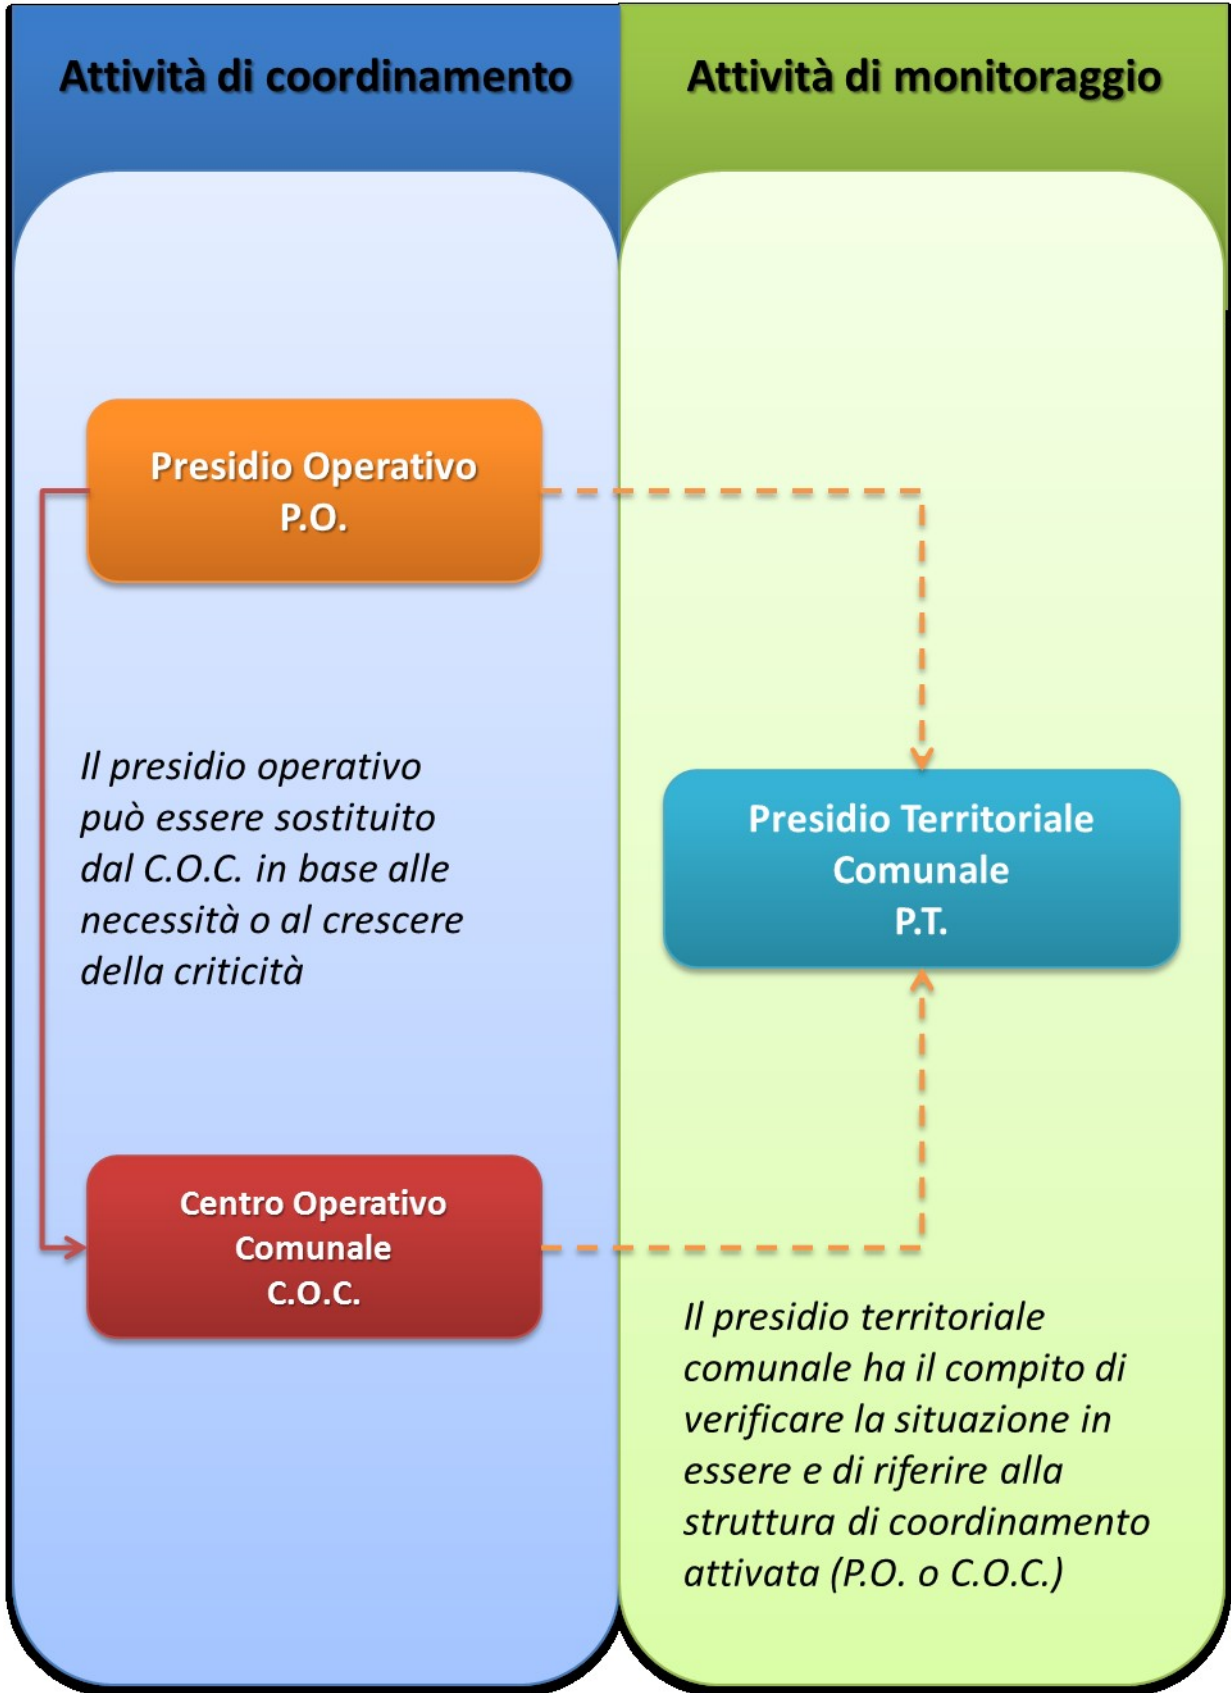 Attività di coordinamento
Attività di monitoraggio
Presidio Operativo
P.O.
Il presidio operativo
può essere sostituito
dal C.O.C. in base alle
necessità o al crescere
della criticità
Centro Operativo
Comunale
C.O.C.
Presidio Territoriale
Comunale
P.T.
Il presidio territoriale
comunale ha il compito di
verificare la situazione in
essere e di riferire alla
struttura di coordinamento
attivata (P.O. o C.O.C.)